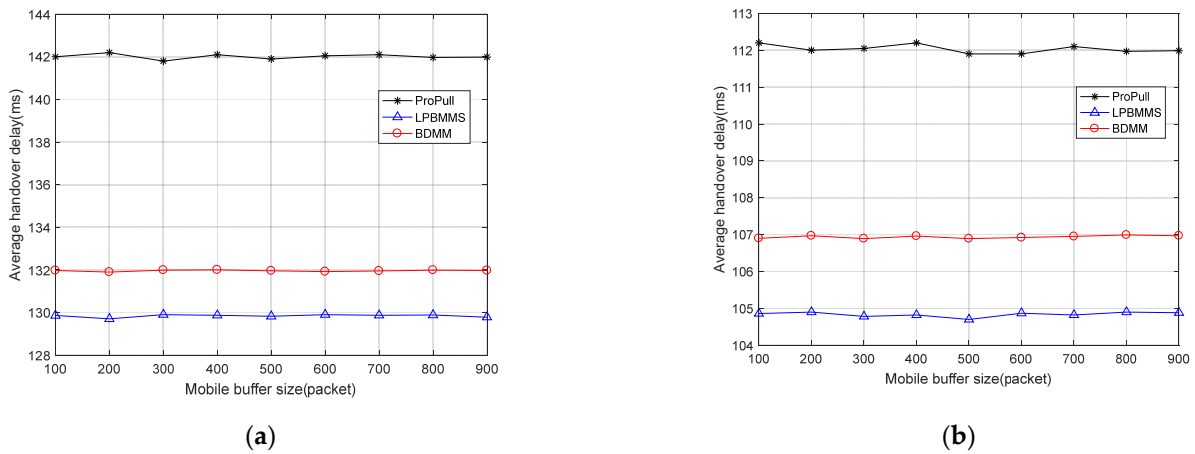 144
142
140
138
136
134
132
130
128
Average handover delay(ms)
ProPull
LPBMMS
BDMM
100 200 300 400 500 600 700 800 900
Mobile buffer size(packet)
(a)
113
112
111
110
109
108
107
106
105
104
Average handover delay(ms)
ProPull
LPBMMS
BDMM
100 200 300 400 500 600 700 800 900
Mobile buffer size(packet)
(b)